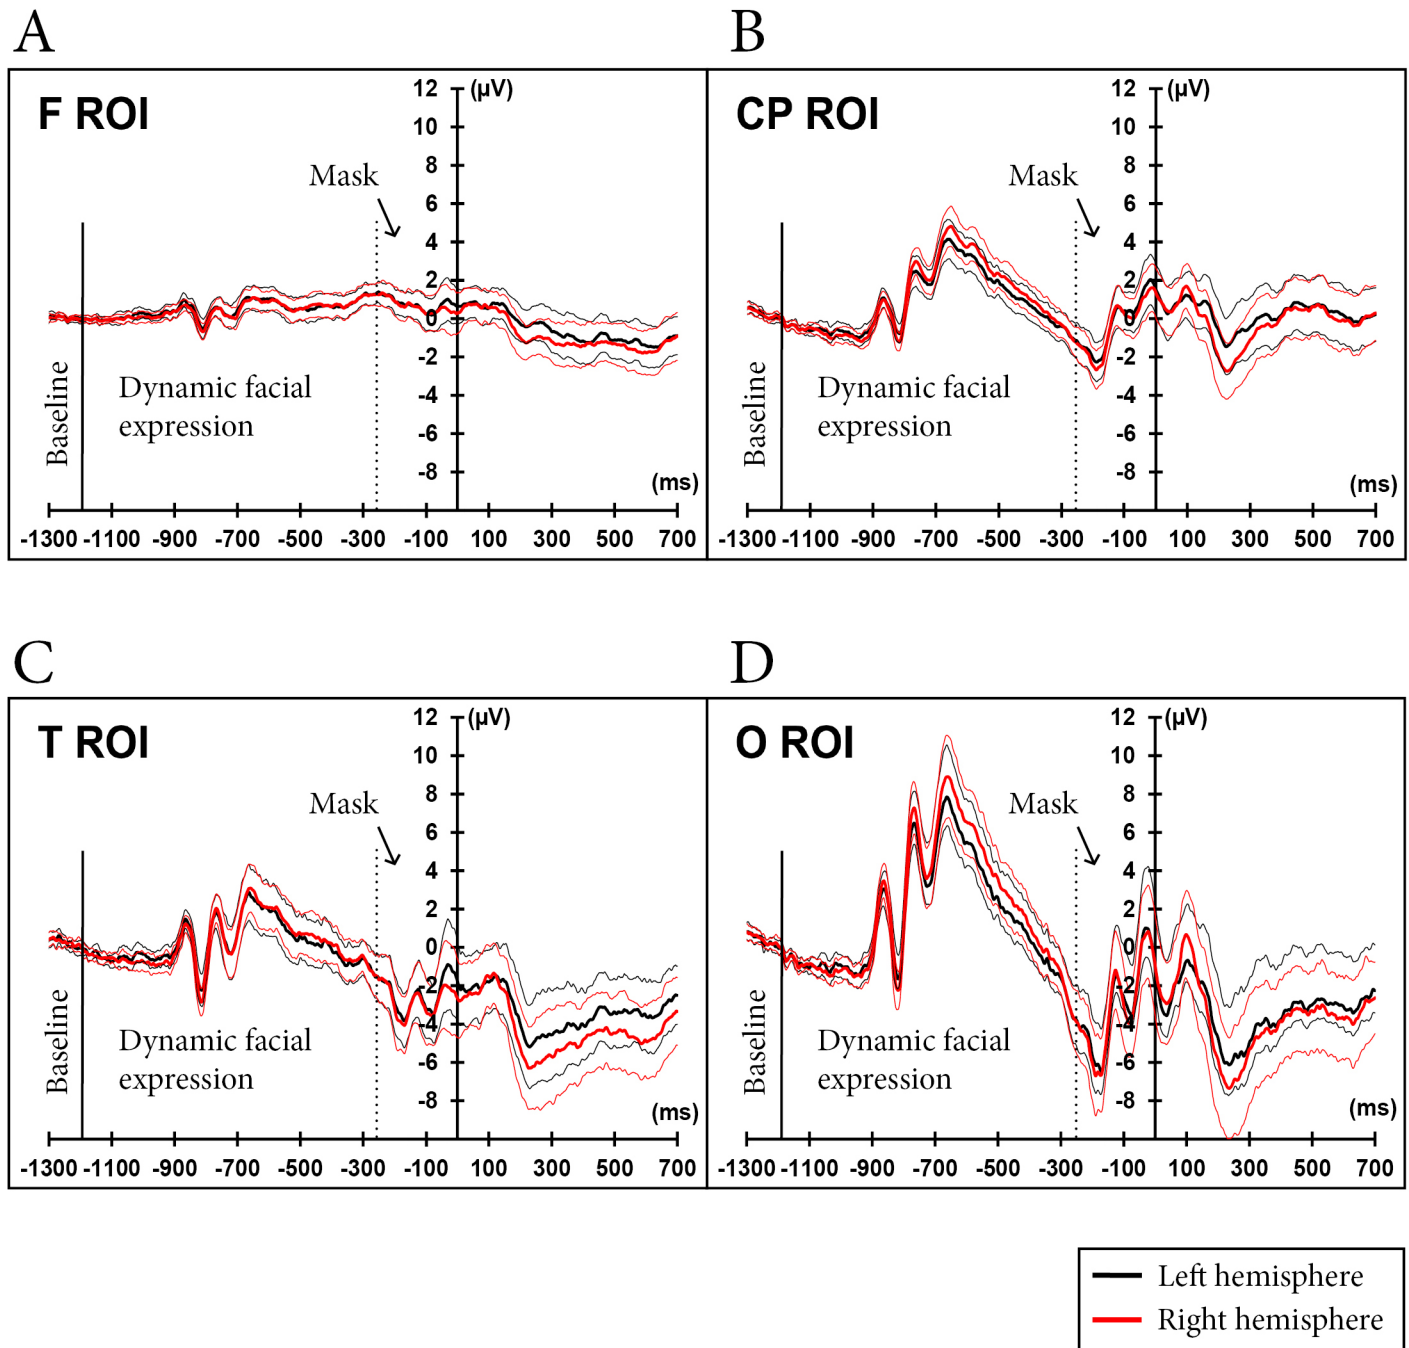 A
F ROI
12 (µV)
10
8
6
4
2
0
-2
-4
-6
-8
Mask
Baseline
Dynamic facial
expression
(ms)
-1300 -1100 -900 -700 -500 -300 -100 100 300 500 700
B
CP ROI
12 (µV)
10
8
6
4
2
0
-2
-4
-6
-8
Mask
Baseline
Dynamic facial
expression
(ms)
-1300 -1100 -900 -700 -500 -300 -100 100 300 500 700
C
T ROI
12 (µV)
10
8
6
4
2
0
-2
-4
-6
-8
Mask
Baseline
Dynamic facial
expression
(ms)
-1300 -1100 -900 -700 -500 -300 -100 100 300 500 700
D
O ROI
12 (µV)
10
8
6
4
2
0
-2
-4
-6
-8
Mask
Baseline
Dynamic facial
expression
(ms)
-1300 -1100 -900 -700 -500 -300 -100 100 300 500 700
Left hemisphere
Right hemisphere